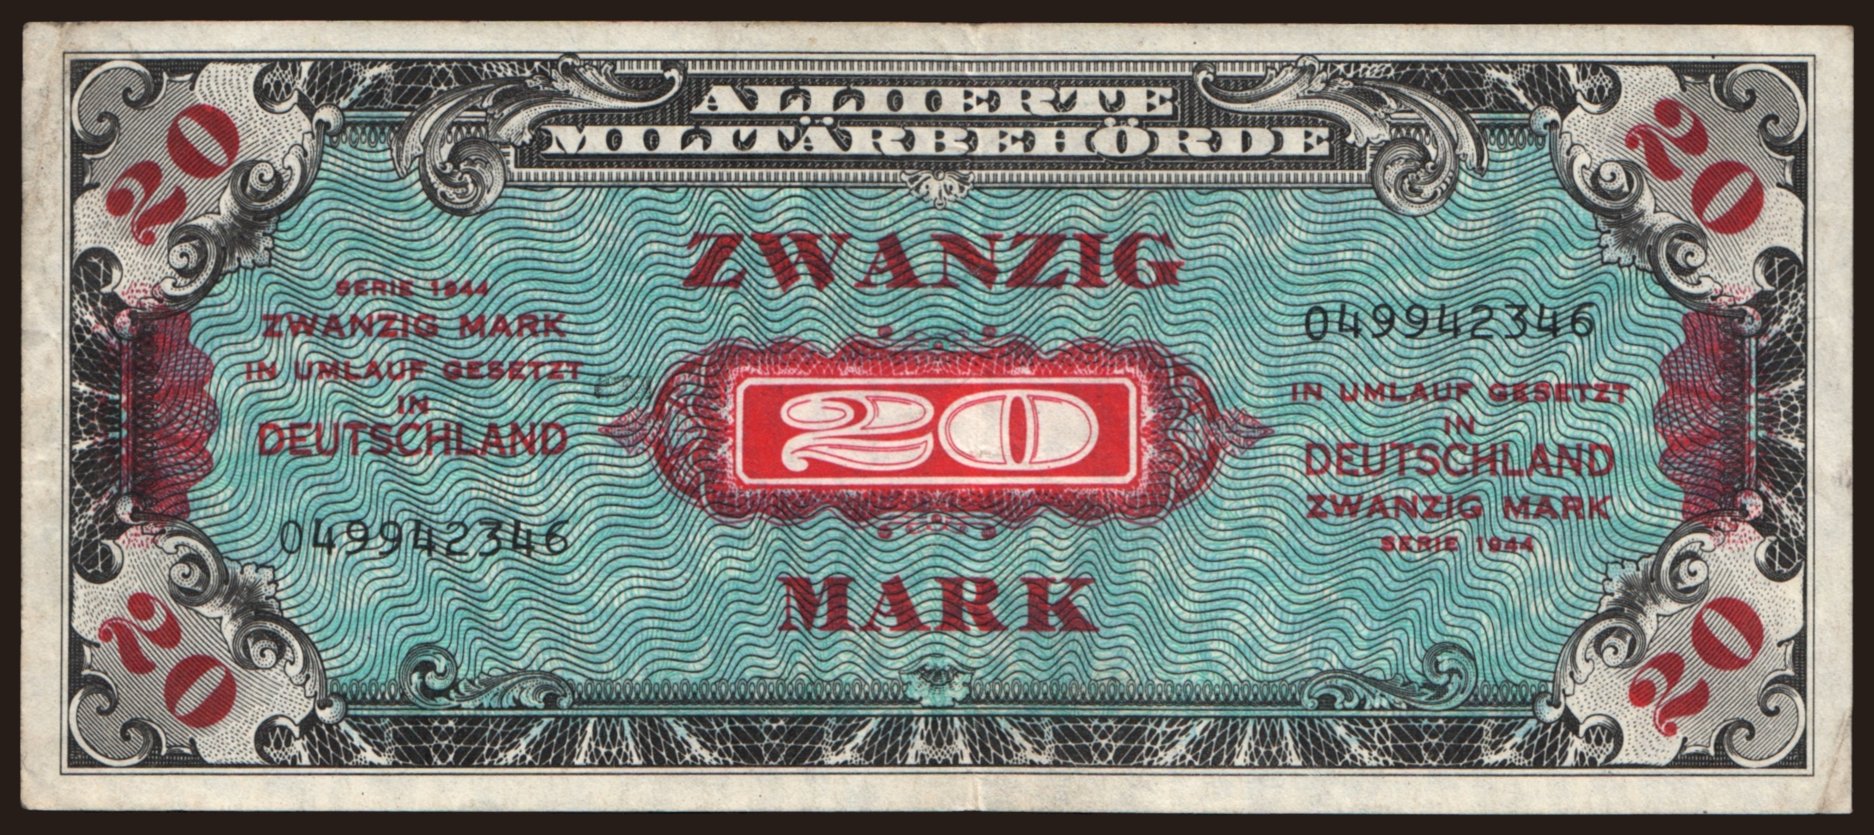 ALLIIERTE
MILITÄRBEHÖRDE
20
20
ZWANZIG
SERIE 1944
ZWANZIG MARK
IN UMLAUF GESETZT
IN
DEUTSCHLAND
049942346
20
049942346
IN UMLAUF GESETZT
IN
DEUTSCHLAND
ZWANZIG MARK
SERIE 1944
MARK
20
20